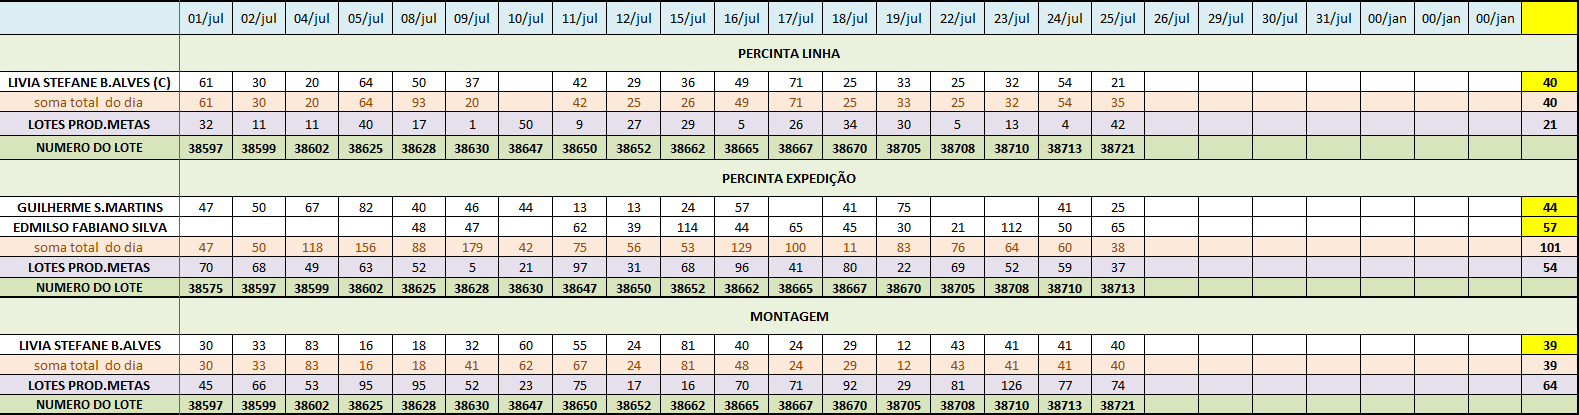 01/jul 02/jul 04/jul 05/jul 08/jul 09/jul 10/jul 11/jul 12/jul 15/jul 16/jul 17/jul 18/jul 19/jul 22/jul 23/jul 24/jul 25/jul 26/jul 29/jul 30/jul 31/jul 00/jan 00/jan 00/jan
PERCINTA LINHA
LIVIA STEFANE B.ALVES (C) 61 30 20 64 50 37 42 29 36 49 71 25 33 25 32 54 21 40
soma total do dia 61 30 20 64 93 20 42 25 26 49 71 25 33 25 32 54 35 40
LOTES PROD.METAS 32 11 11 40 17 1 50 9 27 29 5 26 34 30 5 13 4 42 21
NUMERO DO LOTE 38597 38599 38602 38625 38628 38630 38647 38650 38652 38662 38665 38667 38670 38705 38708 38710 38713 38721
PERCINTA EXPEDIÇÃO
GUILHERME S.MARTINS 47 50 67 82 40 46 44 13 13 24 57 41 75 41 25 44
EDMILSO FABIANO SILVA 48 47 62 39 114 44 65 45 30 21 112 50 65 57
soma total do dia 47 50 118 156 88 179 42 75 56 53 129 100 11 83 76 64 60 38 101
LOTES PROD.METAS 70 68 49 63 52 5 21 97 31 68 96 41 80 22 69 52 59 37 54
NUMERO DO LOTE 38575 38597 38599 38602 38625 38628 38630 38647 38650 38652 38662 38665 38667 38670 38705 38708 38710 38713
MONTAGEM
LIVIA STEFANE B.ALVES 30 33 83 16 18 32 60 55 24 81 40 24 29 12 43 41 41 40 39
soma total do dia 30 33 83 16 18 41 62 67 24 81 48 24 29 12 43 41 41 40 39
LOTES PROD.METAS 45 66 53 95 95 52 23 75 17 16 70 71 92 29 81 126 77 74 64
NUMERO DO LOTE 38597 38599 38602 38625 38628 38630 38647 38650 38652 38662 38665 38667 38670 38705 38708 38710 38713 38721